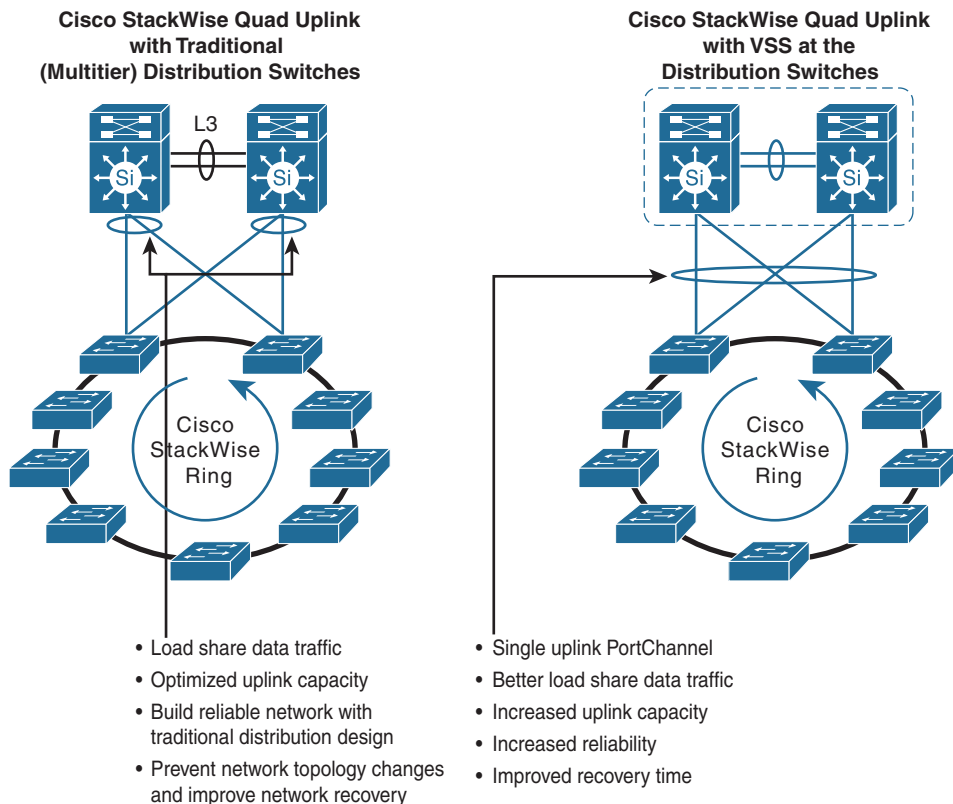 Cisco StackWise Quad Uplink
with Traditional
(Multitier) Distribution Switches
L3
Si
Si
Cisco
StackWise
Ring
• Load share data traffic
• Optimized uplink capacity
• Build reliable network with
traditional distribution design
• Prevent network topology changes
and improve network recovery
Cisco StackWise Quad Uplink
with VSS at the
Distribution Switches
Si
Si
Cisco
StackWise
Ring
• Single uplink PortChannel
• Better load share data traffic
• Increased uplink capacity
• Increased reliability
• Improved recovery time